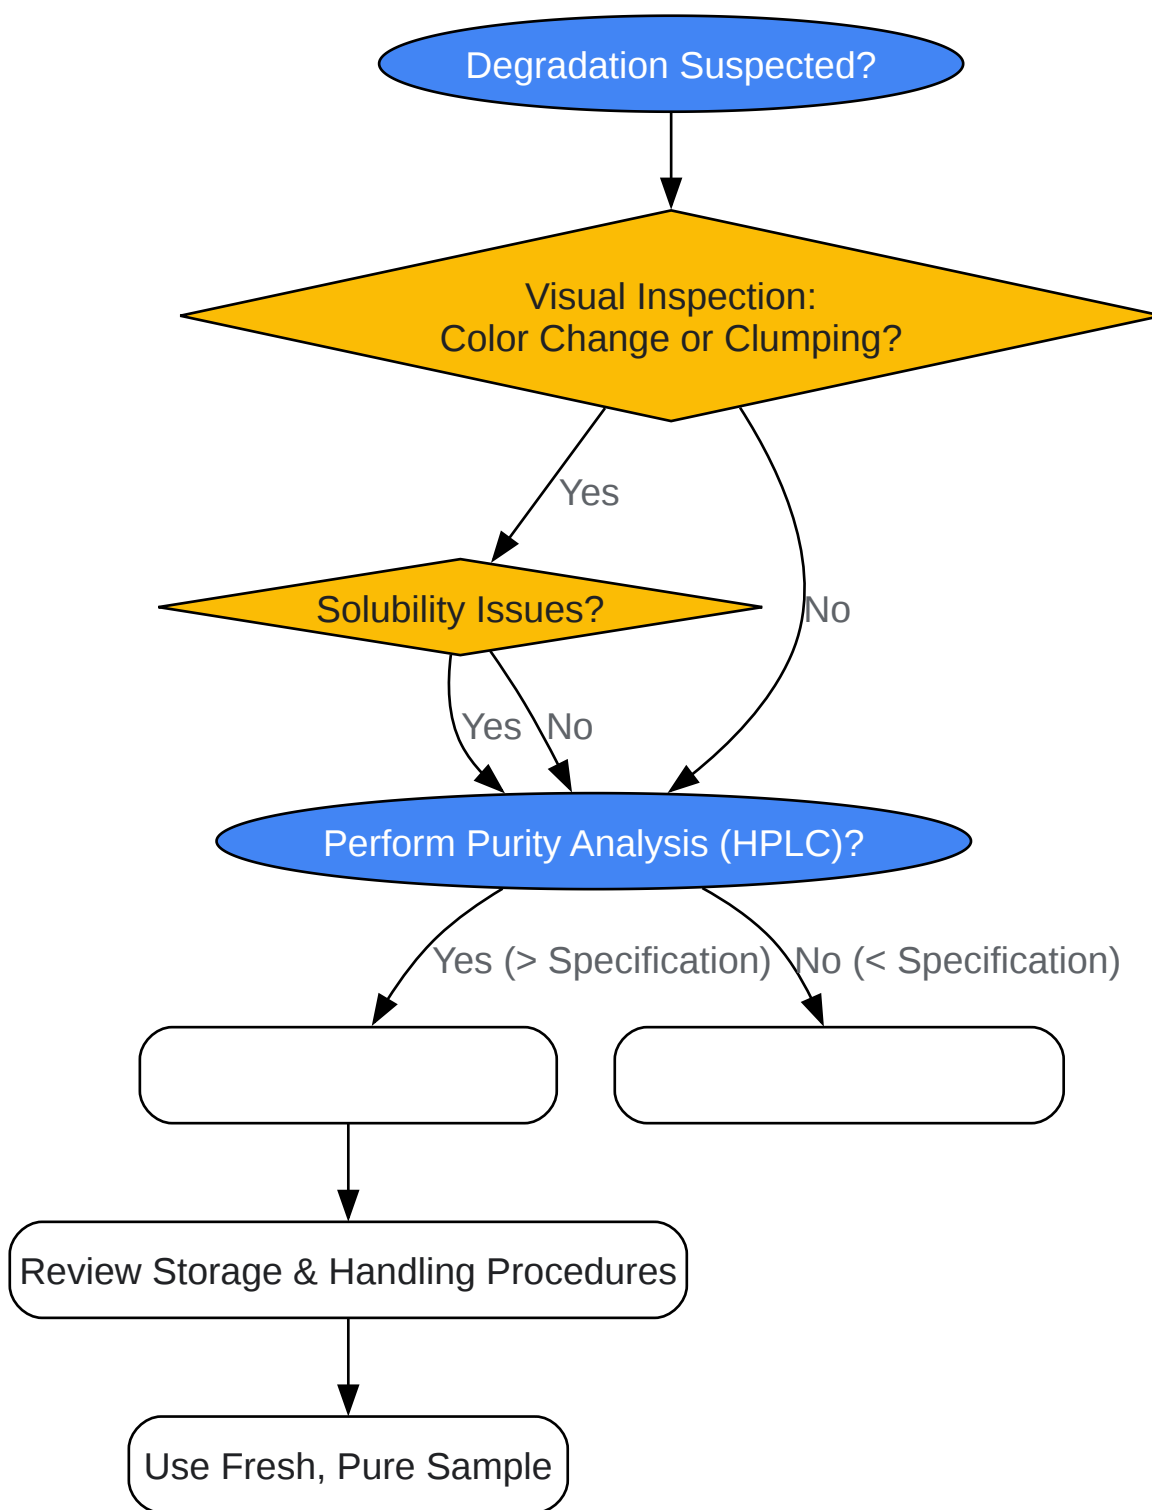 Degradation Suspected?
Visual Inspection:
Color Change or Clumping?
Yes
No
Solubility Issues?
Yes
No
Perform Purity Analysis (HPLC)?
Yes (> Specification)
No (< Specification)
Review Storage & Handling Procedures
Use Fresh, Pure Sample